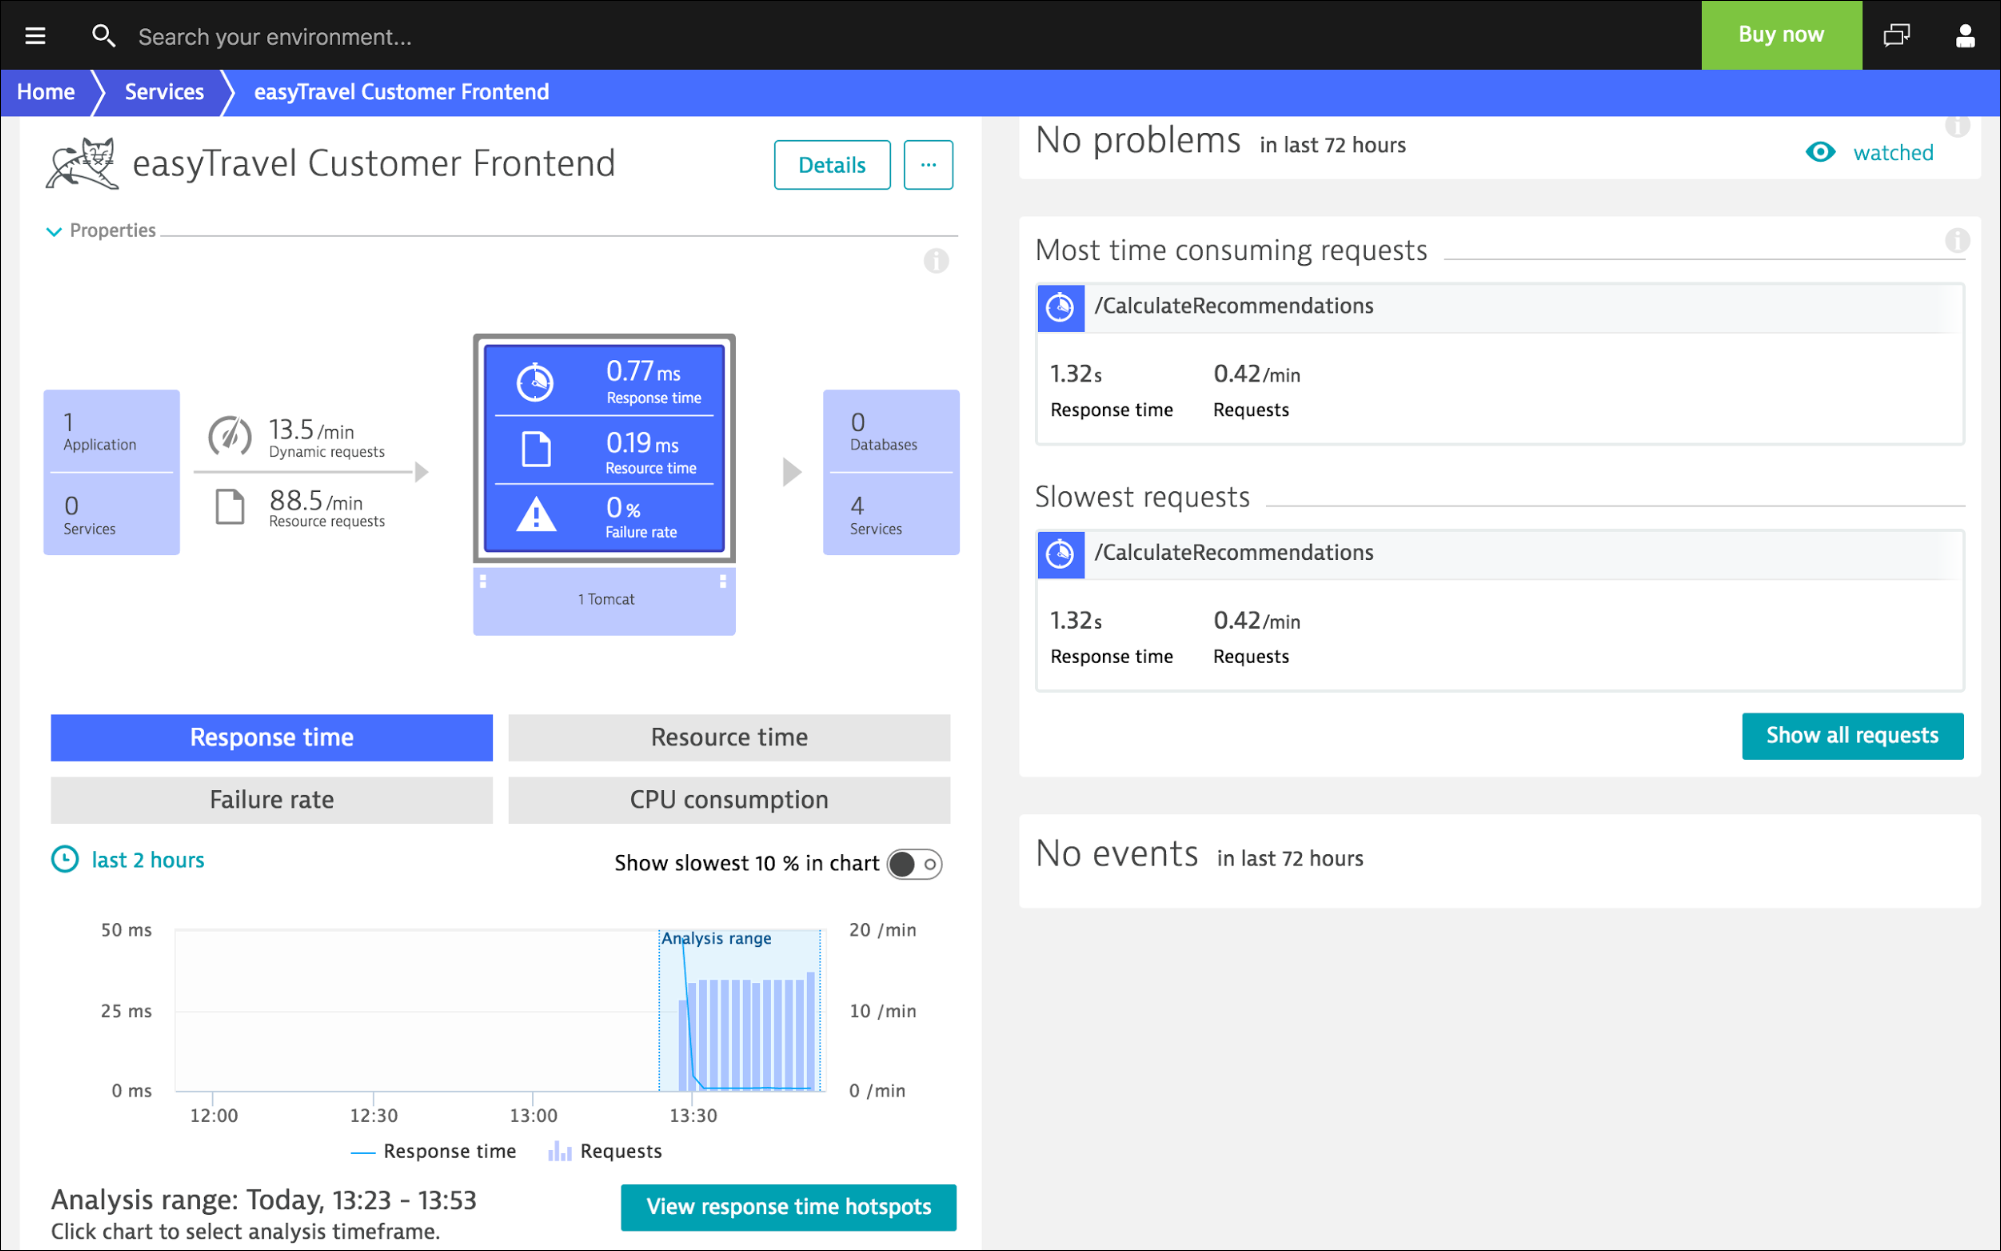 Search your environment...
Buy now
Home
Services
easyTravel Customer Frontend
easyTravel Customer Frontend
Details
...
Properties
1
Application
0
Services
13.5 /min
Dynamic requests
88.5 /min
Resource requests
0.77 ms
Response time
0.19 ms
Resource time
0 %
Failure rate
1 Tomcat
0
Databases
4
Services
Response time
Resource time
Failure rate
CPU consumption
last 2 hours
Show slowest 10 % in chart
50 ms
25 ms
0 ms
Analysis range
20 /min
10 /min
0 /min
12:00
12:30
13:00
13:30
Response time
Requests
Analysis range: Today, 13:23 - 13:53
Click chart to select analysis timeframe.
View response time hotspots
No problems in last 72 hours
watched
Most time consuming requests
/CalculateRecommendations
1.32s
Response time
0.42/min
Requests
Slowest requests
/CalculateRecommendations
1.32s
Response time
0.42/min
Requests
Show all requests
No events in last 72 hours